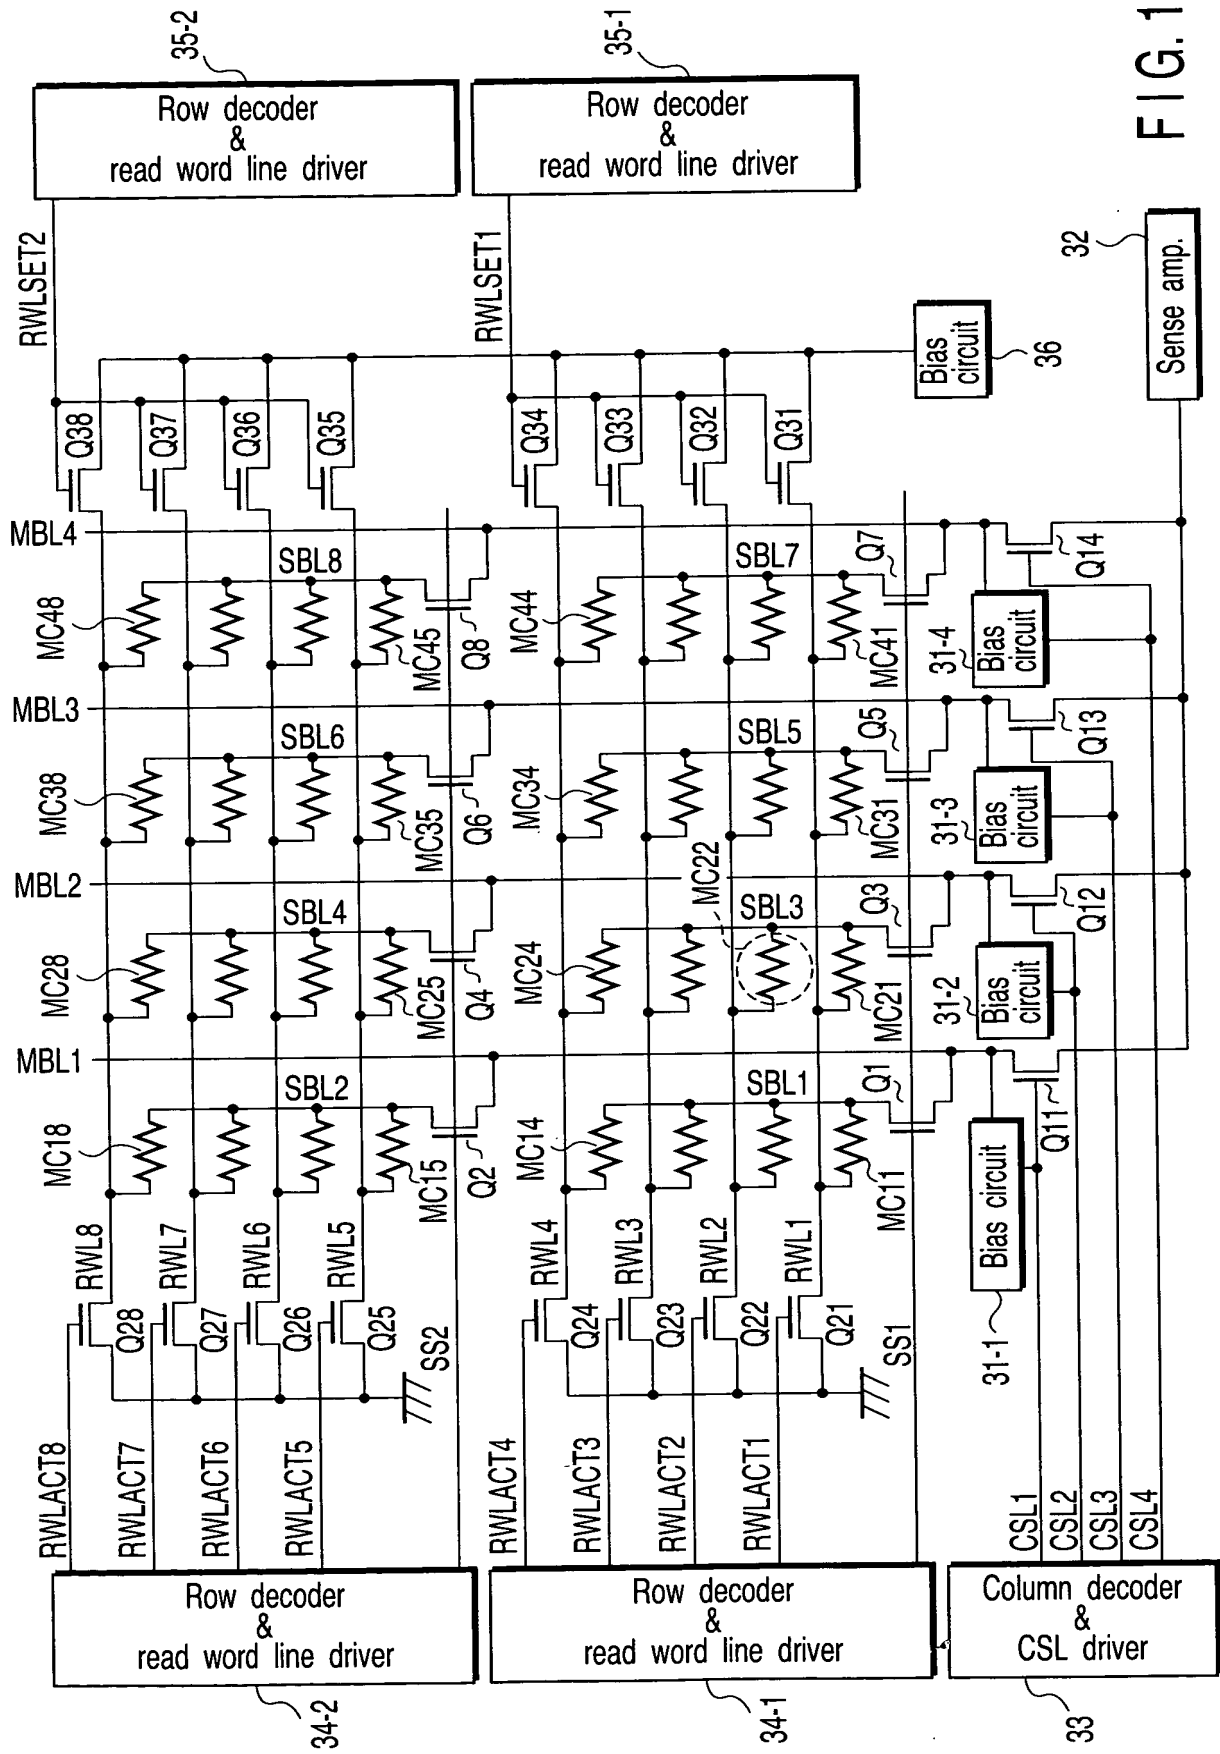 35-2
35-1
FIG. 1
Row decoder
&
read word line driver
Row decoder
&
read word line driver
RWLSET2
RWLSET1
32
Sense amp.
Bias
circuit
36
Q38
Q37
Q36
Q35
Q34
Q33
Q32
Q31
MBL4
MC48
SBL8
MC45
Q8
MC44
SBL7
MC41
Q7
31-4
Bias
circuit
Q14
MBL3
MC38
SBL6
MC35
Q6
MC34
SBL5
MC31
Q5
31-3
Bias
circuit
Q13
MBL2
MC28
SBL4
MC25
Q4
MC24
MC22
SBL3
MC21
Q3
31-2
Bias
circuit
Q12
MBL1
MC18
SBL2
MC15
Q2
MC14
SBL1
MC11
Q1
31-1
Bias circuit
Q11
RWL8
RWL7
RWL6
RWL5
RWL4
RWL3
RWL2
RWL1
Q28
Q27
Q26
Q25
SS2
Q24
Q23
Q22
Q21
SS1
RWLACT8
RWLACT7
RWLACT6
RWLACT5
RWLACT4
RWLACT3
RWLACT2
RWLACT1
CSL1
CSL2
CSL3
CSL4
Row decoder
&
read word line driver
34-2
Row decoder
&
read word line driver
34-1
Column decoder
&
CSL driver
33